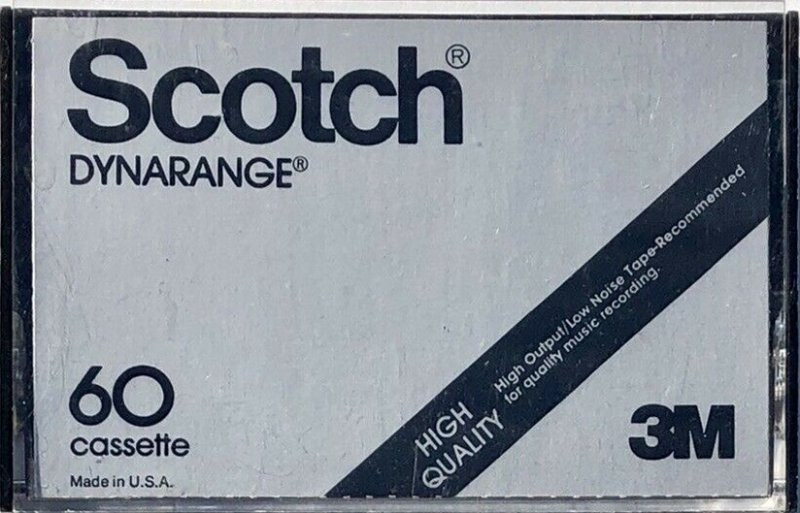 Scotch®
DYNARANGE®
High Output/Low Noise Tape-Recommended
for quality music recording.
60
cassette
HIGH
QUALITY
3M
Made in U.S.A.